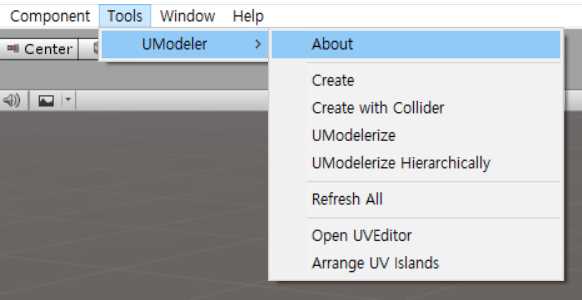 Component Tools Window Help
Center
UModeler
About
Create
Create with Collider
UModelerize
UModelerize Hierarchically
Refresh All
Open UVEditor
Arrange UV Islands